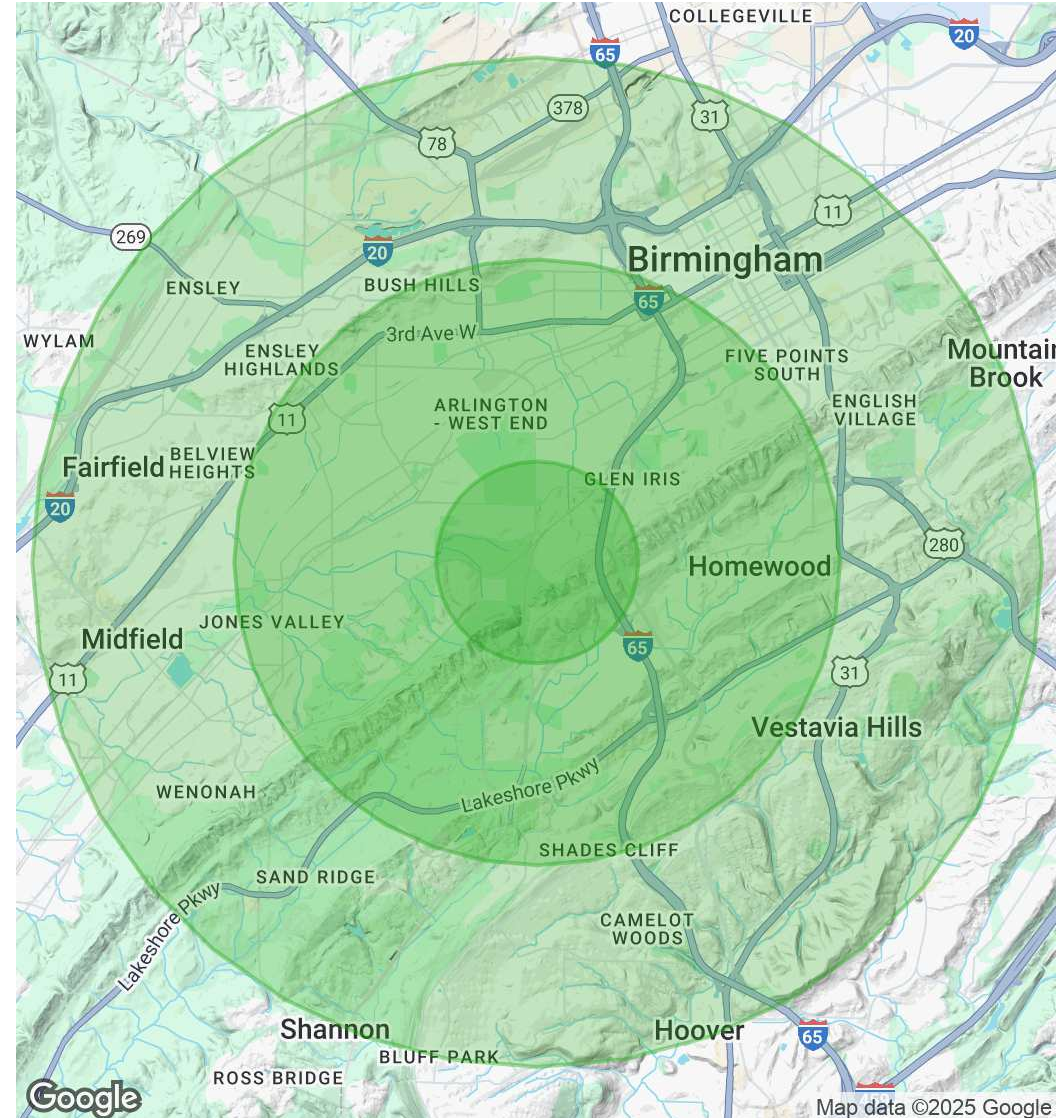 COLLEGEVILLE
20
65
378
31
78
11
269
20
Birmingham
ENSLEY
BUSH HILLS
65
3rd Ave W
WYLAM
ENSLEY
HIGHLANDS
FIVE POINTS
SOUTH
Mountain
Brook
11
ARLINGTON
- WEST END
ENGLISH
VILLAGE
Fairfield
BELVIEW
HEIGHTS
GLEN IRIS
20
280
Homewood
JONES VALLEY
Midfield
65
11
31
Vestavia Hills
WENONAH
Lakeshore Pkwy
SHADES CLIFF
SAND RIDGE
Lakeshore Pkwy
CAMELOT
WOODS
Shannon
Hoover
65
BLUFF PARK
ROSS BRIDGE
Google
Map data ©2025 Google